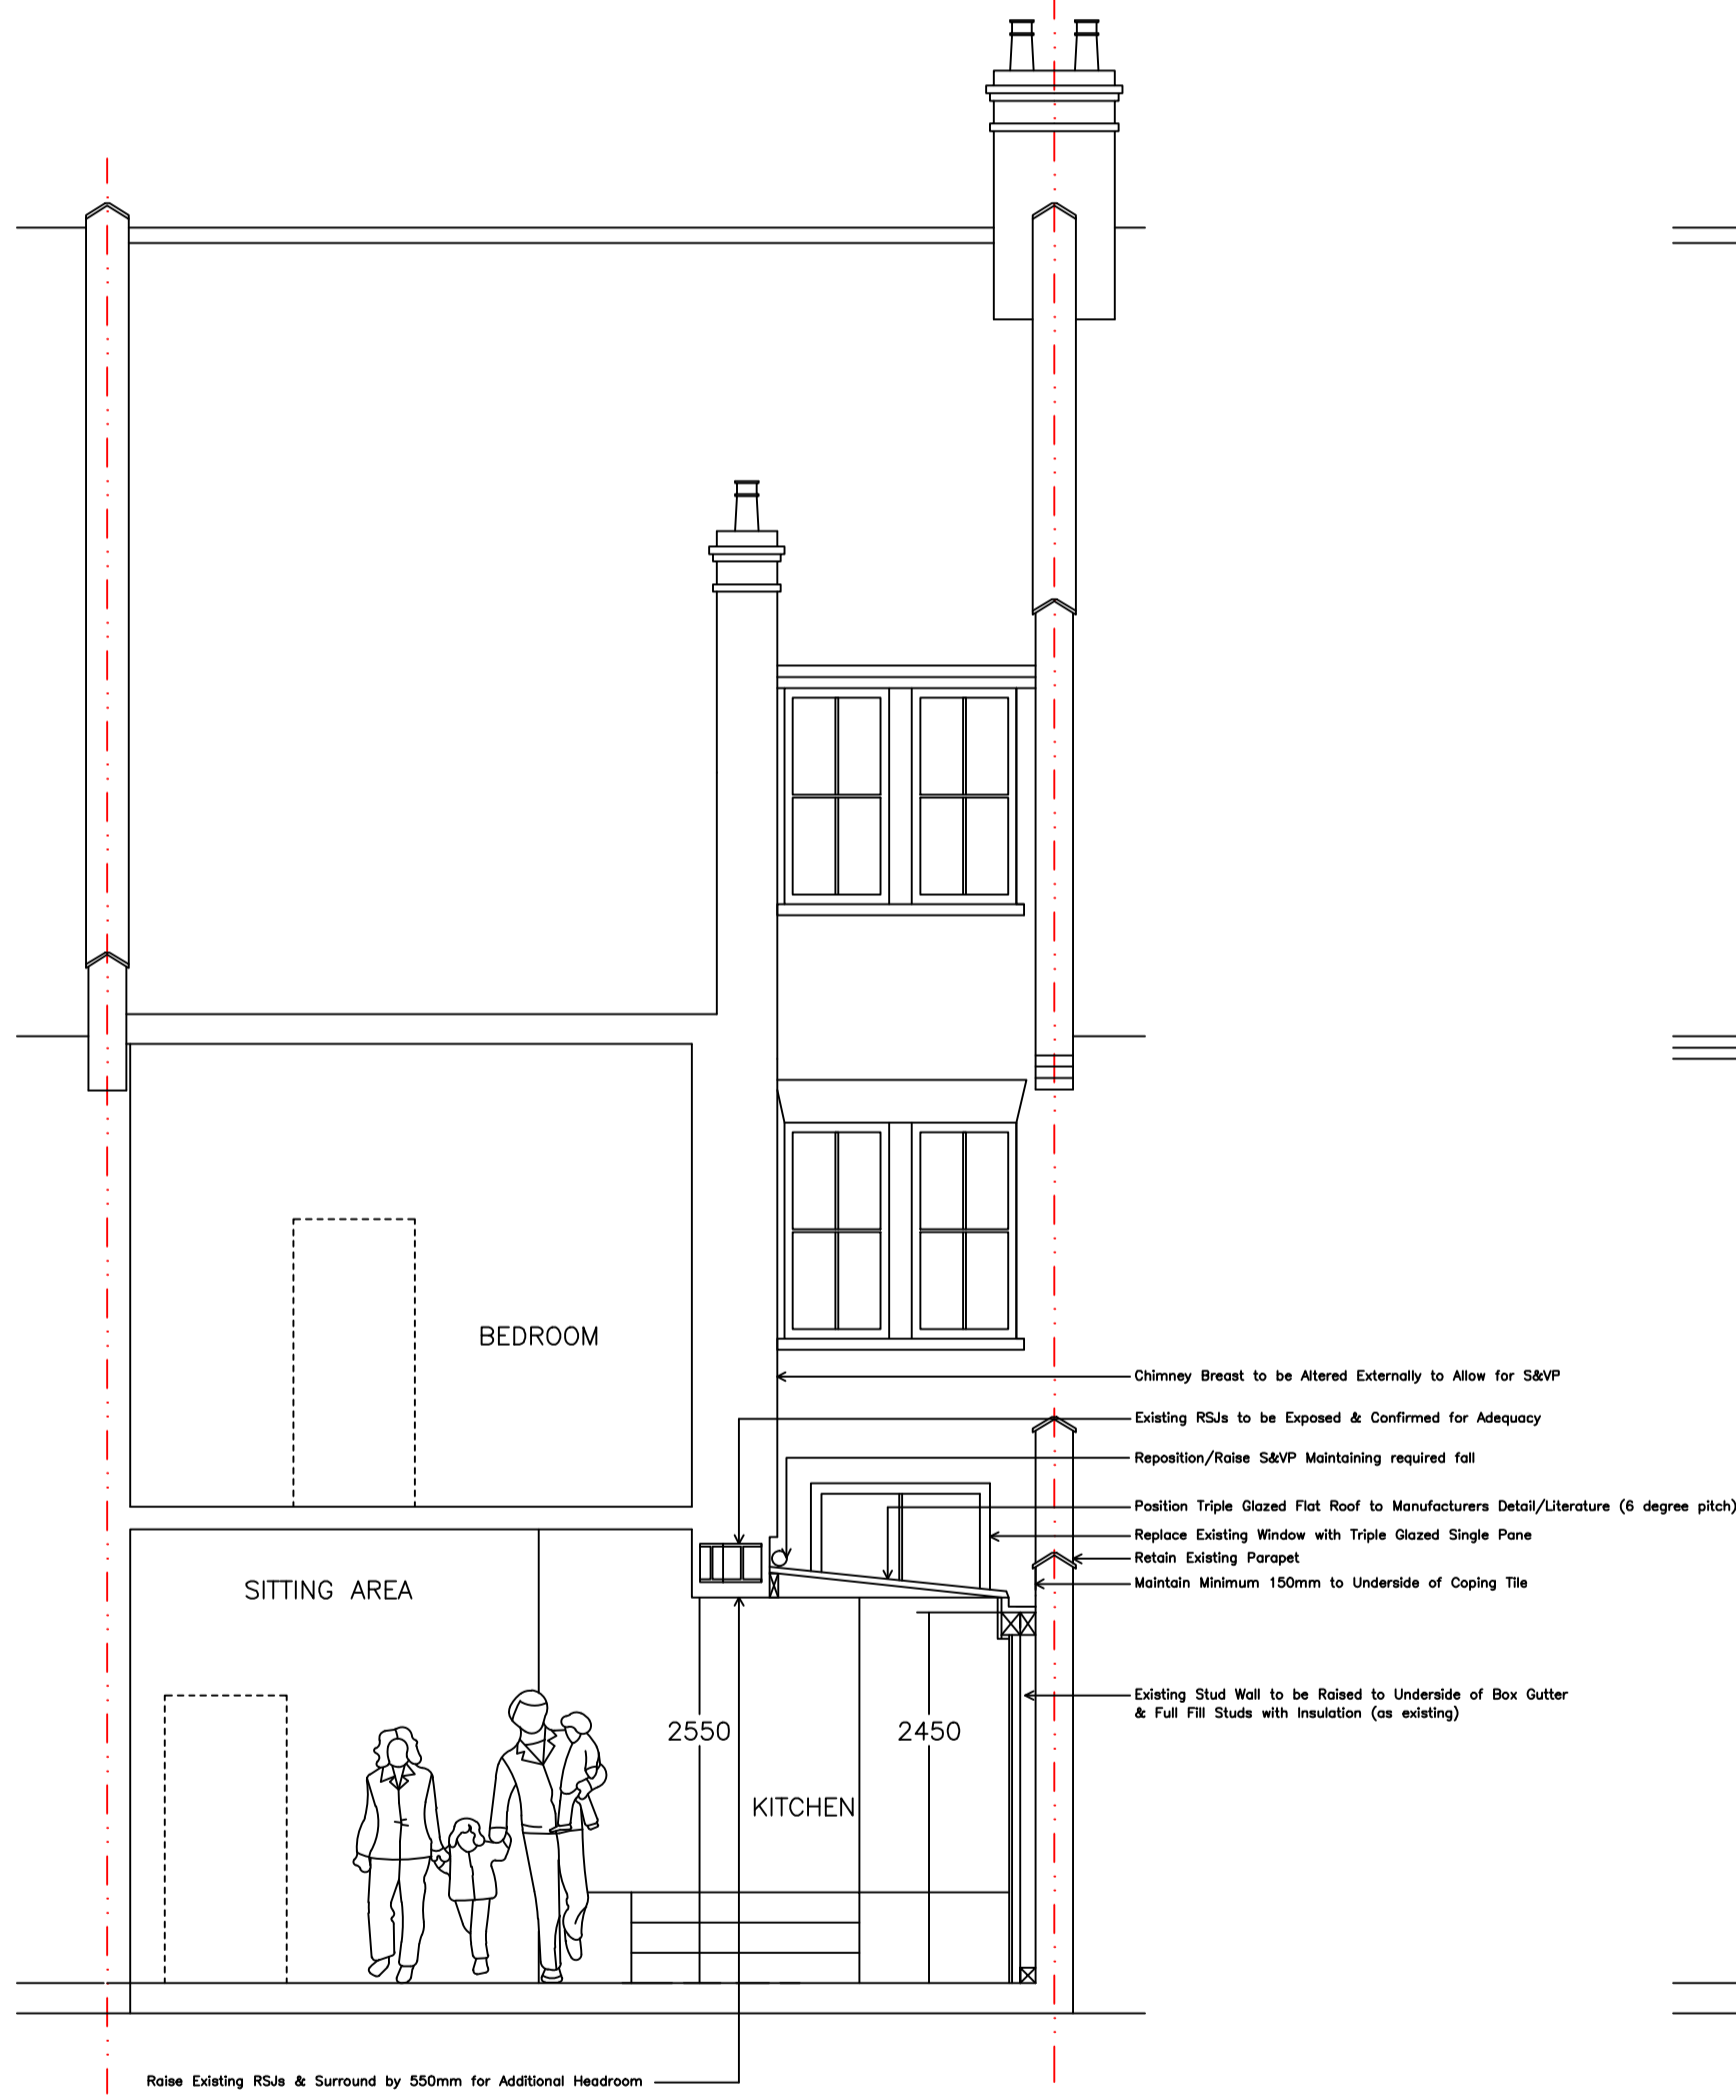 BEDROOM
Chimney Breast to be Altered Externally to Allow for S&VP
Existing RSJs to be Exposed & Confirmed for Adequacy
Reposition/Raise S&VP Maintaining required fall
Position Triple Glazed Flat Roof to Manufacturers Detail/Literature (6 degree pitch)
Replace Existing Window with Triple Glazed Single Pane
Retain Existing Parapet
Maintain Minimum 150mm to Underside of Coping Tile
SITTING AREA
Existing Stud Wall to be Raised to Underside of Box Gutter
& Full Fill Studs with Insulation (as existing)
2550
2450
KITCHEN
Raise Existing RSJs & Surround by 550mm for Additional Headroom